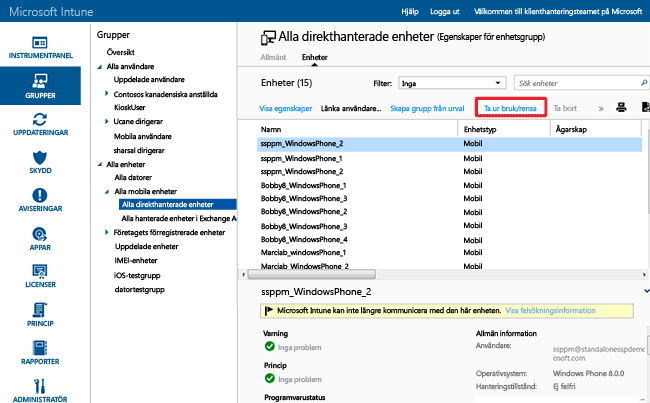 Microsoft Intune
Hjälp Logga ut Välkommen till klienthanteringsteamet på Microsoft
INSTRUMENTPANEL
GRUPPER
UPPDATERINGAR
SKYDD
AVISERINGAR
APPAR
LICENSER
PRINCIP
RAPPORTER
ADMINISTRATÖR
Grupper
Översikt
Alla användare
Uppdelade användare
Contosos kanadensiska anställda
KioskUser
Ucane dirigerar
Mobila användare
sharsal dirigerar
Alla enheter
Alla datorer
Alla mobila enheter
Alla direkthanterade enheter
Alla hanterade enheter i Exchange A
Företagets förregistrerade enheter
Uppdelade enheter
IMEI-enheter
iOS-testgrupp
datortestgrupp
Alla direkthanterade enheter (Egenskaper för enhetsgrupp)
Allmänt Enheter
Enheter (15) Filter: Inga Sök enheter
Visa egenskaper Länka användare... Skapa grupp från urval Ta ur bruk/rensa Ta bort »
Namn Enhetstyp Ägarskap
ssppm_WindowsPhone_2 Mobil
ssppm_WindowsPhone_1 Mobil
ssppm_WindowsPhone_2 Mobil
Bobby8_WindowsPhone_1 Mobil
Bobby8_WindowsPhone_3 Mobil
Bobby8_WindowsPhone_2 Mobil
Bobby8_WindowsPhone_3 Mobil
Bobby8_WindowsPhone_4 Mobil
Marciab_WindowsPhone_1 Mobil
Marciab_WindowsPhone_2 Mobil
ssppm_WindowsPhone_2
Microsoft Intune kan inte längre kommunicera med den här enheten. Visa felsökningsinformation
Varning
Inga problem
Princip
Inga problem
Programvarustatus
Allmän information
Användare: ssppm@standalonesspdemo
osoft.com
Operativsystem: Windows Phone 8.0.0
Hanteringstillstånd: Ej felfri